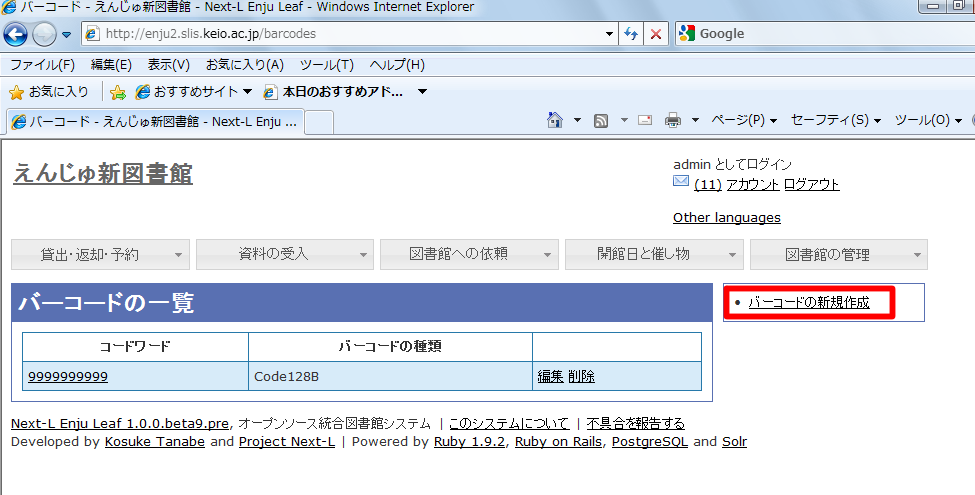 バーコード - えんじゅ新図書館 - Next-L Enju Leaf - Windows Internet Explorer
http://enju2.slis.keio.ac.jp/barcodes
Google
ファイル(F) 編集(E) 表示(V) お気に入り(A) ツール(T) ヘルプ(H)
お気に入り おすすめサイト 本日のおすすめアド...
バーコード - えんじゅ新図書館 - Next-L Enju ... ページ(P) セーフティ(S) ツール(O)
えんじゅ新図書館
admin としてログイン
(11) アカウント ログアウト
Other languages
貸出・返却・予約 資料の受入 図書館への依頼 開館日と催し物 図書館の管理
バーコードの一覧
• バーコードの新規作成
コードワード バーコードの種類
9999999999 Code128B 編集 削除
Next-L Enju Leaf 1.0.0.beta9.pre, オープンソース統合図書館システム | このシステムについて | 不具合を報告する
Developed by Kosuke Tanabe and Project Next-L | Powered by Ruby 1.9.2, Ruby on Rails, PostgreSQL and Solr